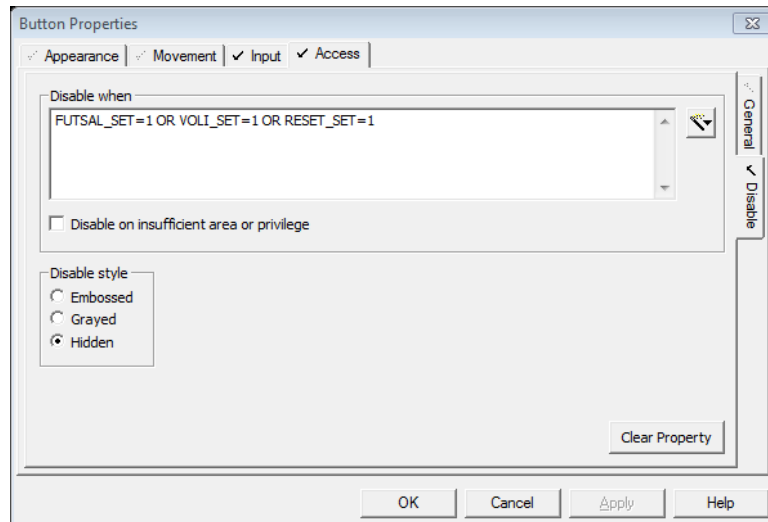 Button Properties
Appearance
Movement
Input
Access
General
Disable
Disable when
FUTSAL_SET=1 OR VOLI_SET=1 OR RESET_SET=1
Disable on insufficient area or privilege
Disable style
Embossed
Grayed
Hidden
Clear Property
OK
Cancel
Apply
Help